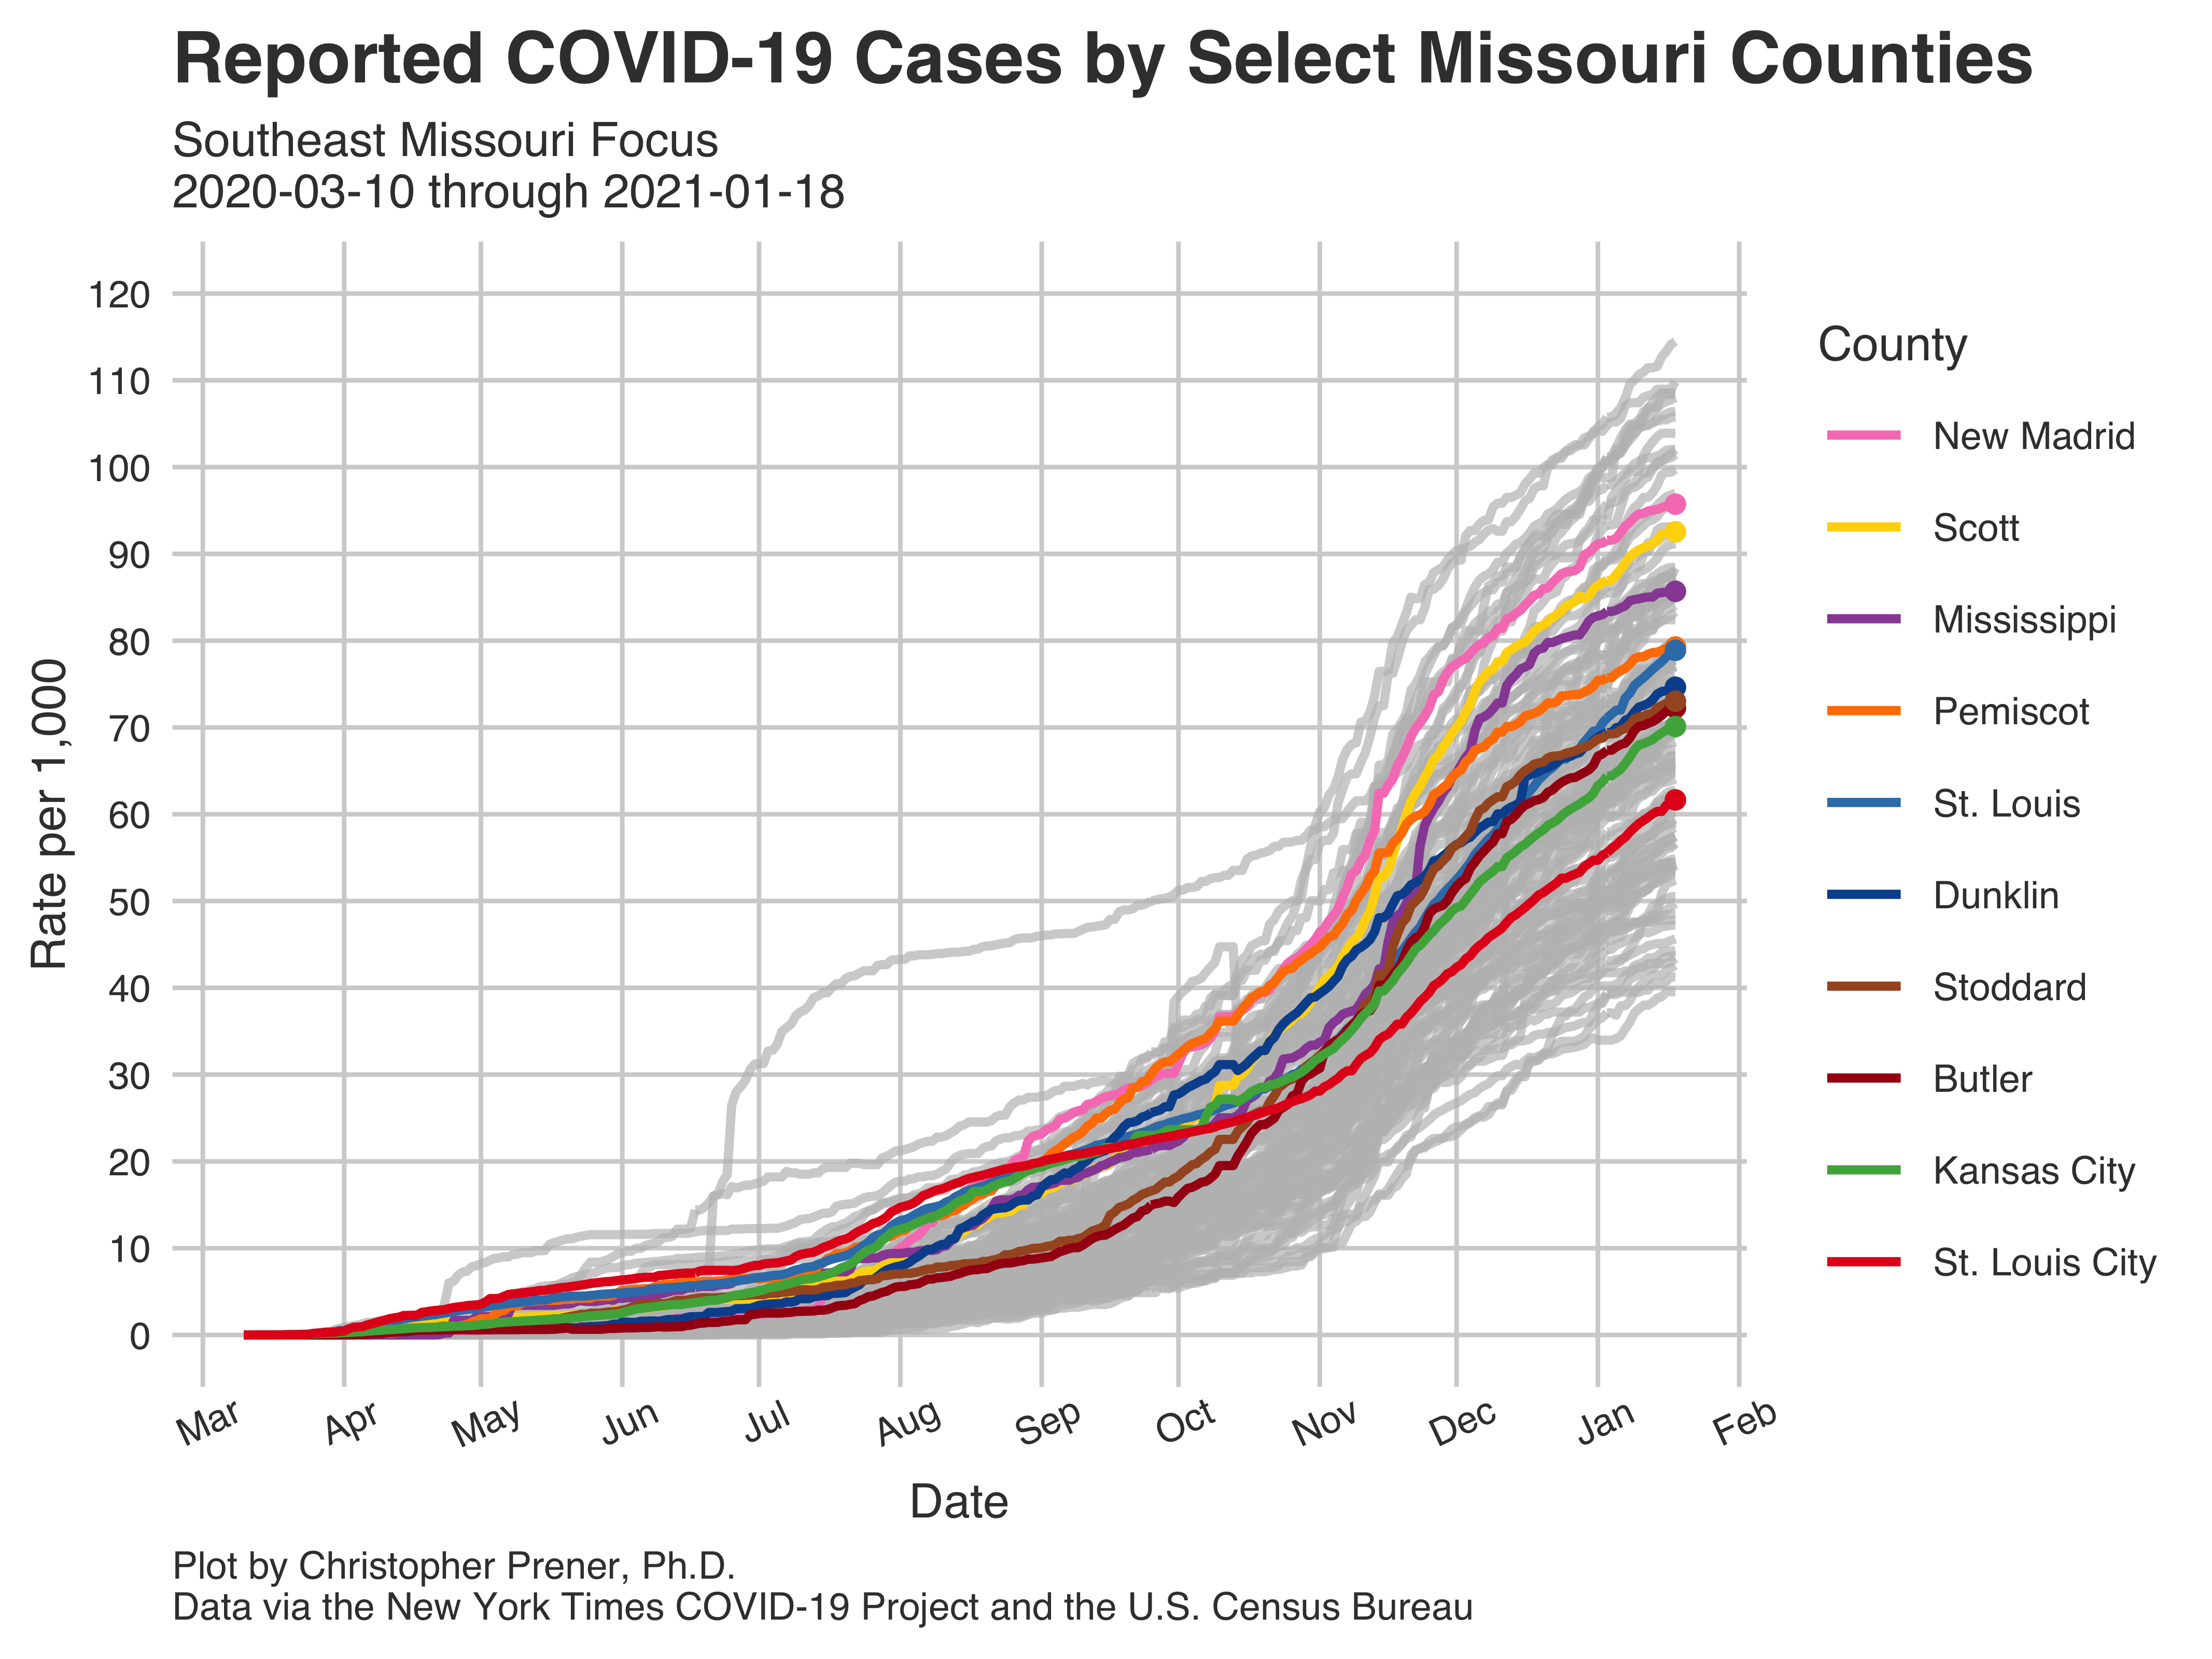 Reported COVID-19 Cases by Select Missouri Counties
Southeast Missouri Focus
2020-03-10 through 2021-01-18
120
110
100
90
80
70
60
50
40
30
20
10
0
Rate per 1,000
Mar
Apr
May
Jun
Jul
Aug
Sep
Oct
Nov
Dec
Jan
Feb
Date
County
New Madrid
Scott
Mississippi
Pemiscot
St. Louis
Dunklin
Stoddard
Butler
Kansas City
St. Louis City
Plot by Christopher Prener, Ph.D.
Data via the New York Times COVID-19 Project and the U.S. Census Bureau